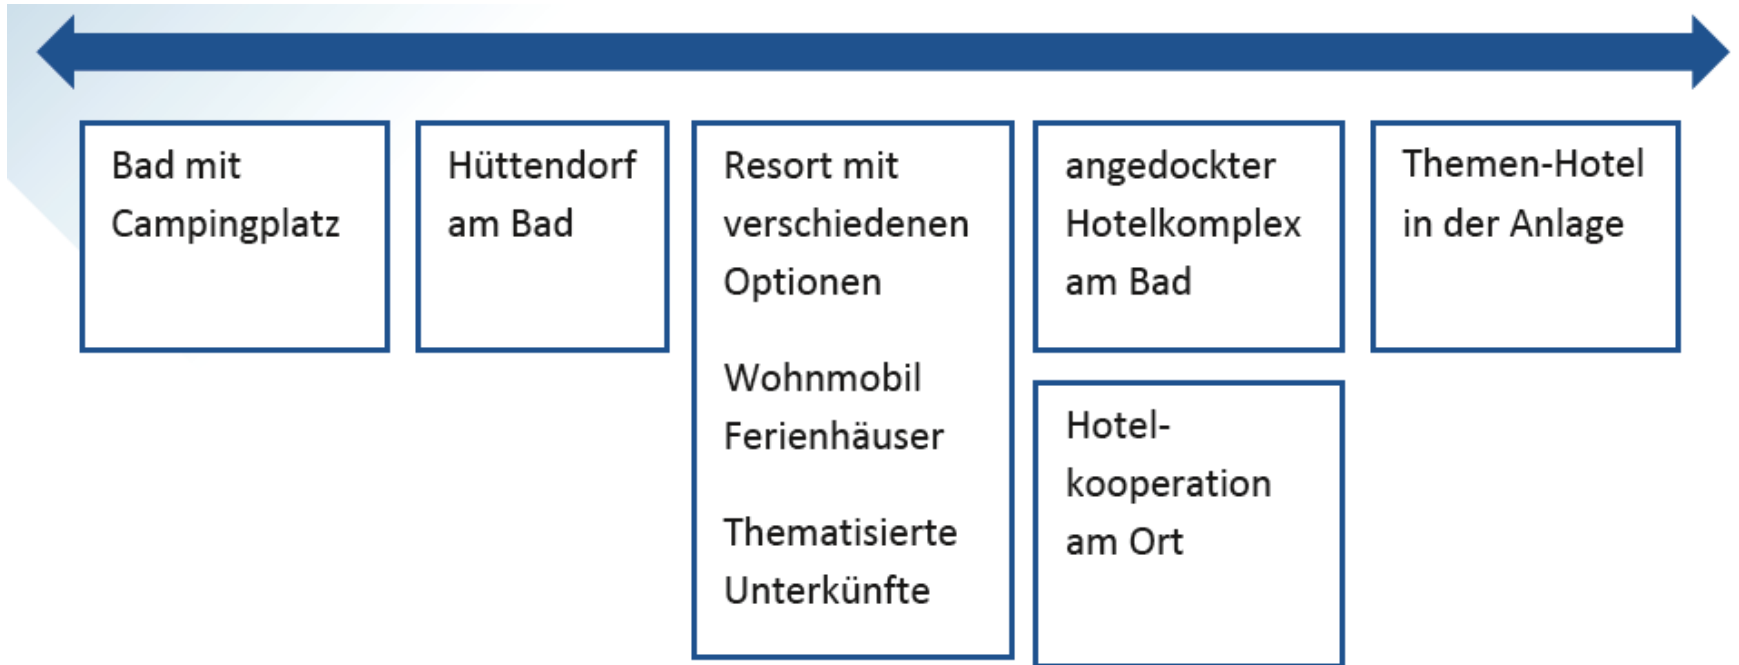 Bad mit
Campingplatz
Hüttendorf
am Bad
Resort mit
verschiedenen
Optionen
Wohnmobil
Ferienhäuser
Thematisierte
Unterkünfte
angedockter
Hotelkomplex
am Bad
Hotel-
kooperation
am Ort
Themen-Hotel
in der Anlage